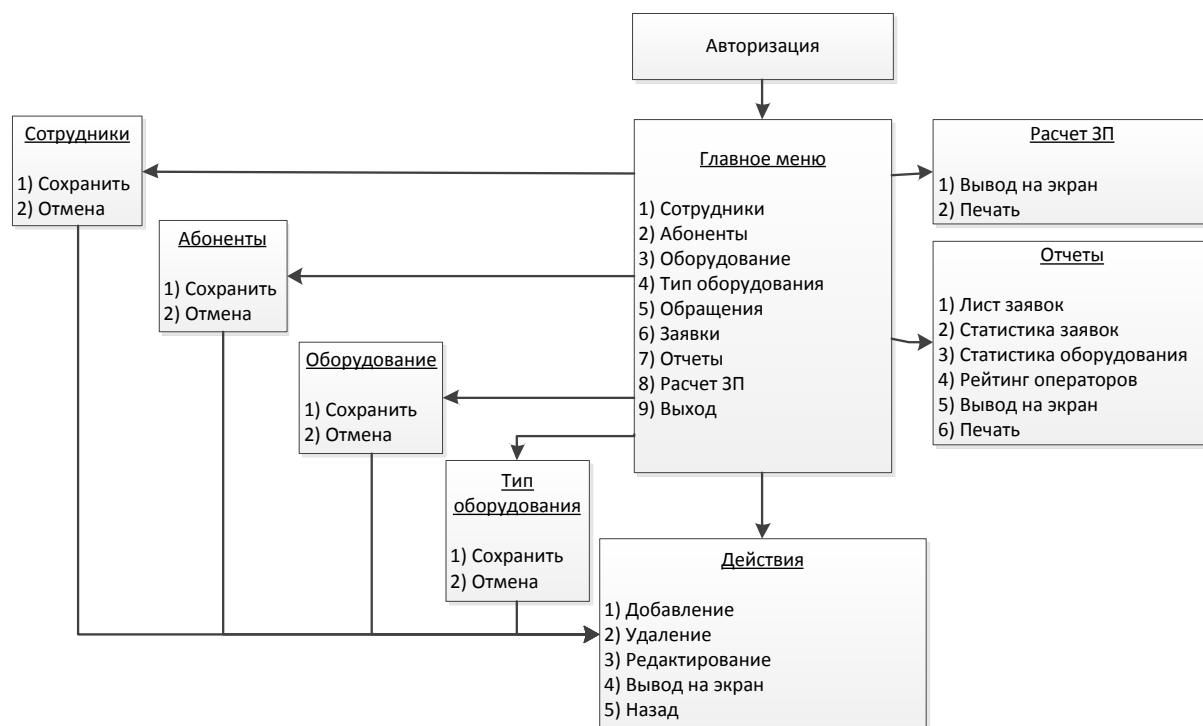 Авторизация
Сотрудники
1) Сохранить
2) Отмена
Главное меню
1) Сотрудники
2) Абоненты
3) Оборудование
4) Тип оборудования
5) Обращения
6) Заявки
7) Отчеты
8) Расчет ЗП
9) Выход
Расчет ЗП
1) Вывод на экран
2) Печать
Абоненты
1) Сохранить
2) Отмена
Отчеты
1) Лист заявок
2) Статистика заявок
3) Статистика оборудования
4) Рейтинг операторов
5) Вывод на экран
6) Печать
Оборудование
1) Сохранить
2) Отмена
Тип
оборудования
1) Сохранить
2) Отмена
Действия
1) Добавление
2) Удаление
3) Редактирование
4) Вывод на экран
5) Назад